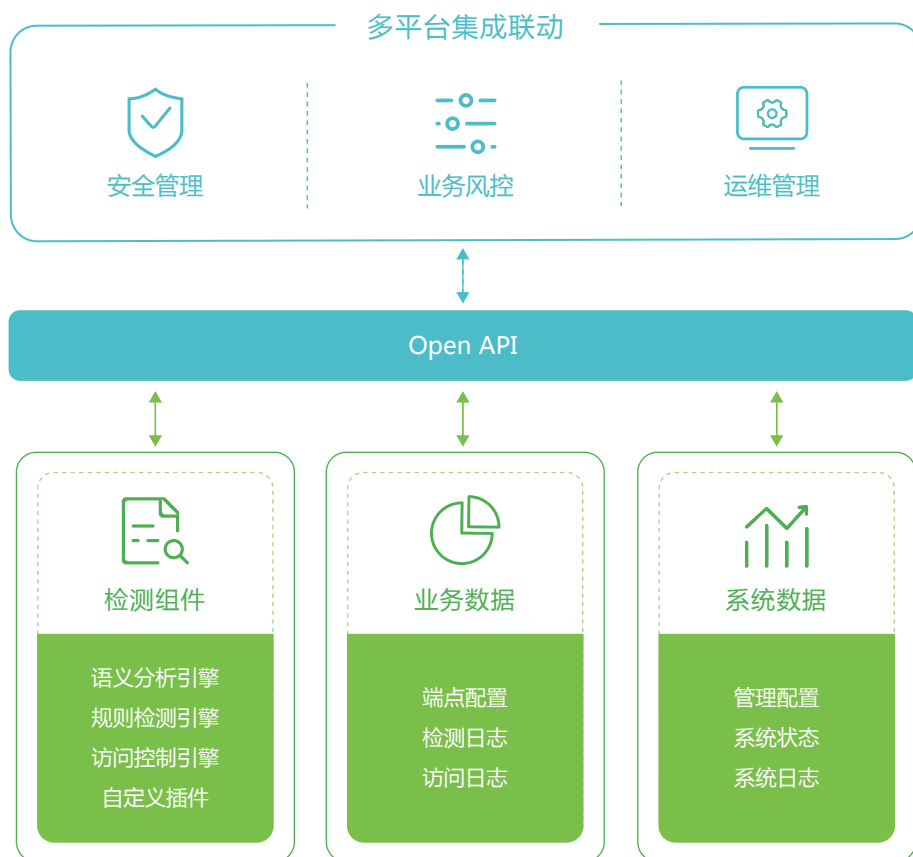 多平台集成联动
安全管理
业务风控
运维管理
Open API
检测组件
语义分析引擎
规则检测引擎
访问控制引擎
自定义插件
业务数据
端点配置
检测日志
访问日志
系统数据
管理配置
系统状态
系统日志